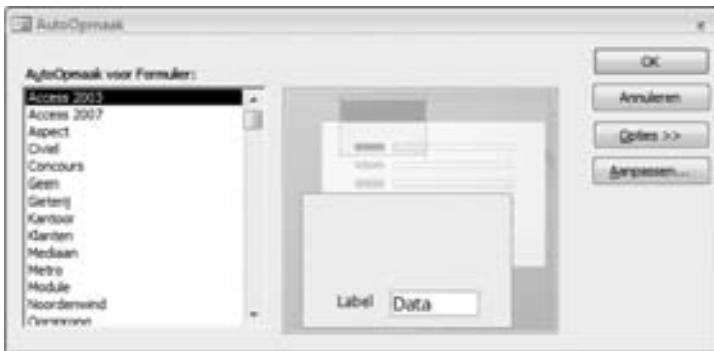 AutoOpmaak
AutoOpmaak voor Formulier:
Access 2003
Access 2007
Aspect
Civiel
Concours
Geen
Gieterij
Kantoor
Klanten
Mediaan
Metro
Module
Noordenwind
Oorsprong
Label
Data
OK
Annuleren
Opties >>
Aanpassen...